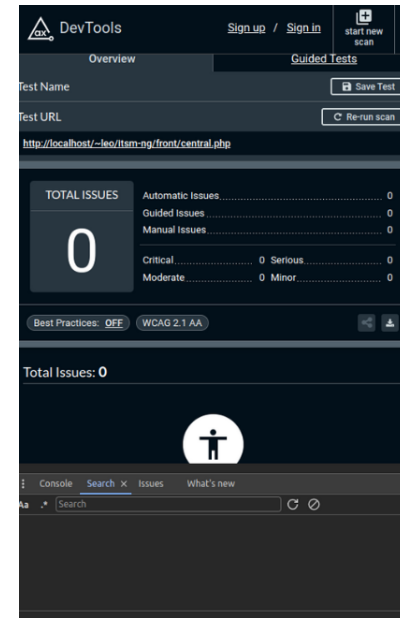 ax DevTools
Sign up / Sign in
start new
scan
Overview
Guided Tests
Test Name
Save Test
Test URL
Re-run scan
http://localhost/~leo/itsm-ng/front/central.php
TOTAL ISSUES
0
Automatic Issues 0
Guided Issues 0
Manual Issues 0
Critical 0 Serious 0
Moderate 0 Minor 0
Best Practices: OFF
WCAG 2.1 AA
Total Issues: 0
Console Search × Issues What's new
Aa .* Search